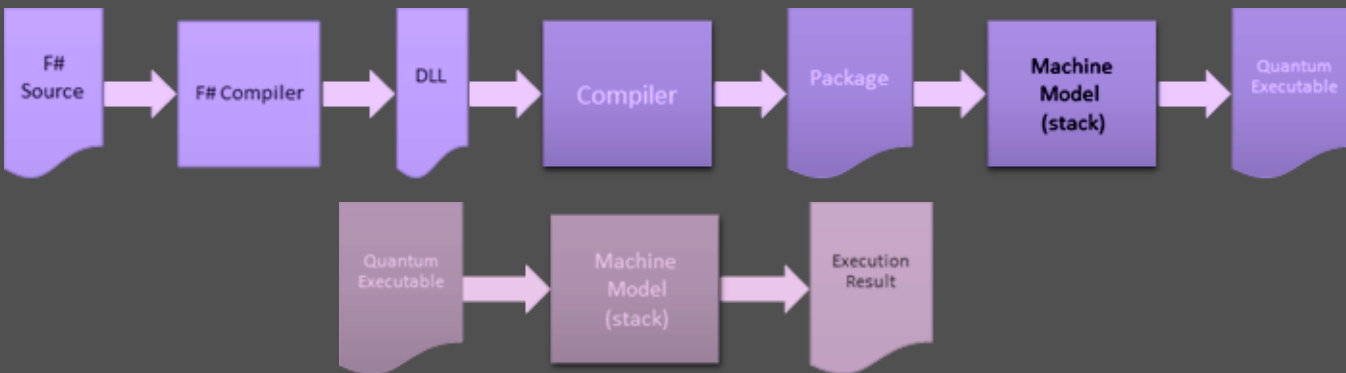 F#
Source
F# Compiler
DLL
Compiler
Package
Machine
Model
(stack)
Quantum
Executable
Quantum
Executable
Machine
Model
(stack)
Execution
Result